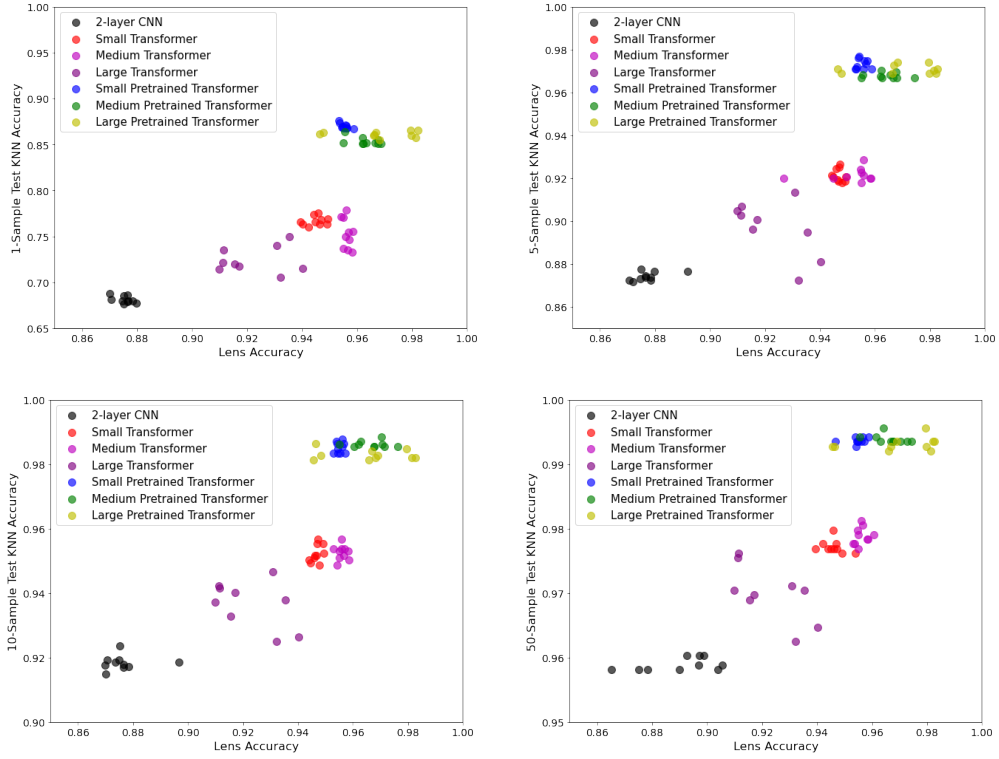 1.00
0.95
0.90
0.85
0.80
0.75
0.70
0.65
1-Sample Test KNN Accuracy
2-layer CNN
Small Transformer
Medium Transformer
Large Transformer
Small Pretrained Transformer
Medium Pretrained Transformer
Large Pretrained Transformer
0.86 0.88 0.90 0.92 0.94 0.96 0.98 1.00
Lens Accuracy
1.00
0.98
0.96
0.94
0.92
0.90
0.88
0.86
5-Sample Test KNN Accuracy
2-layer CNN
Small Transformer
Medium Transformer
Large Transformer
Small Pretrained Transformer
Medium Pretrained Transformer
Large Pretrained Transformer
0.86 0.88 0.90 0.92 0.94 0.96 0.98 1.00
Lens Accuracy
1.00
0.98
0.96
0.94
0.92
0.90
10-Sample Test KNN Accuracy
2-layer CNN
Small Transformer
Medium Transformer
Large Transformer
Small Pretrained Transformer
Medium Pretrained Transformer
Large Pretrained Transformer
0.86 0.88 0.90 0.92 0.94 0.96 0.98 1.00
Lens Accuracy
1.00
0.99
0.98
0.97
0.96
0.95
50-Sample Test KNN Accuracy
2-layer CNN
Small Transformer
Medium Transformer
Large Transformer
Small Pretrained Transformer
Medium Pretrained Transformer
Large Pretrained Transformer
0.86 0.88 0.90 0.92 0.94 0.96 0.98 1.00
Lens Accuracy